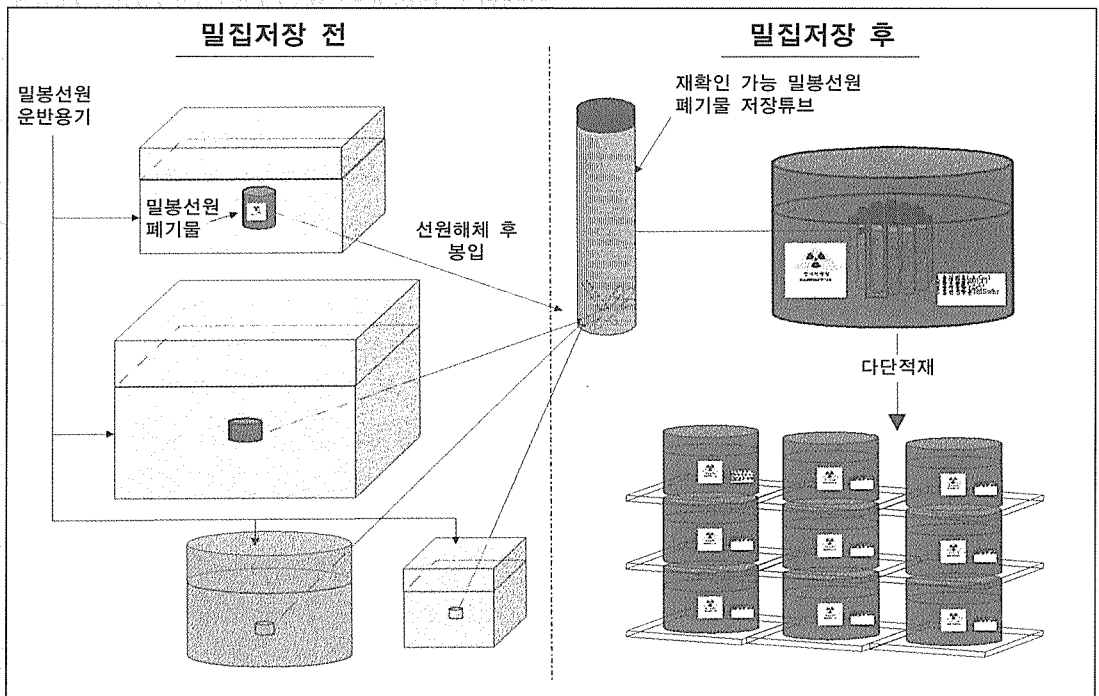 밀집저장 전
밀봉선원
운반용기
밀봉선원
폐기물
선원해체 후
봉입
밀집저장 후
재확인 가능 밀봉선원
폐기물 저장튜브
다단적재